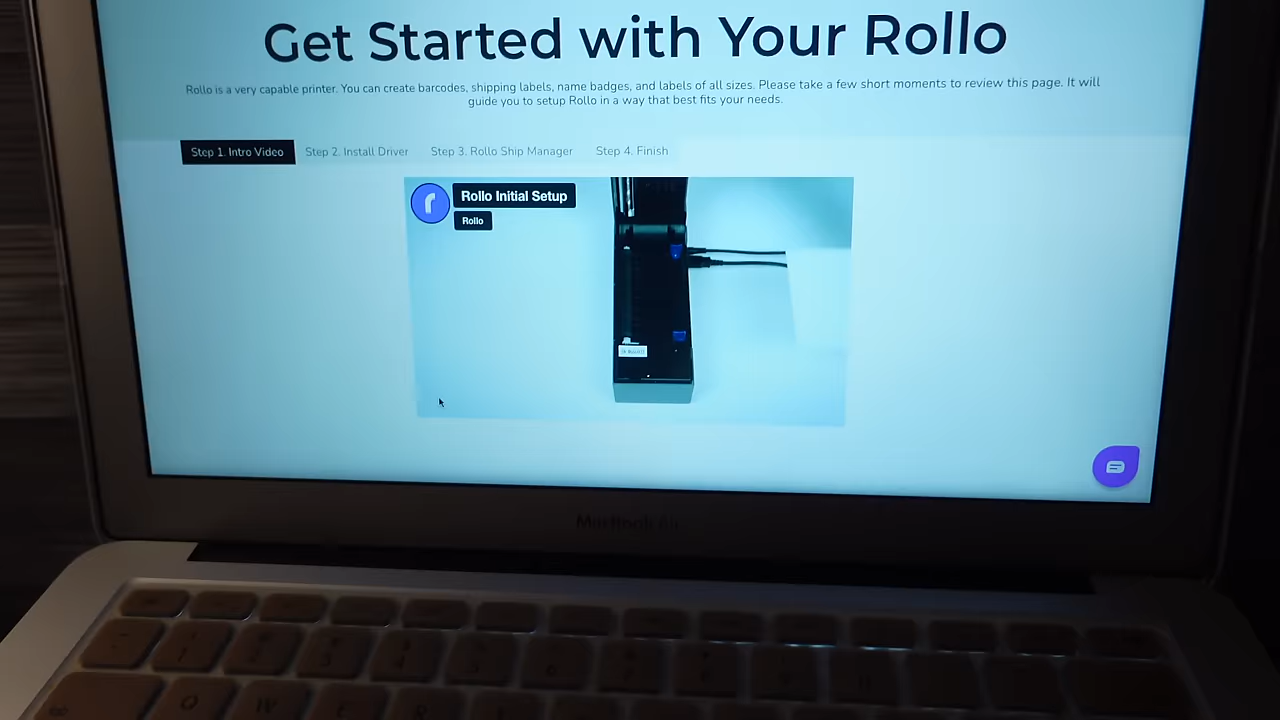 Get Started with Your Rollo
Rollo is a very capable printer. You can create barcodes, shipping labels, name badges, and labels of all sizes. Please take a few short moments to review this page. It will
guide you to setup Rollo in a way that best fits your needs.
Step 1. Intro Video Step 2. Install Driver Step 3. Rollo Ship Manager Step 4. Finish
Rollo Initial Setup
Rollo
MacBook Air